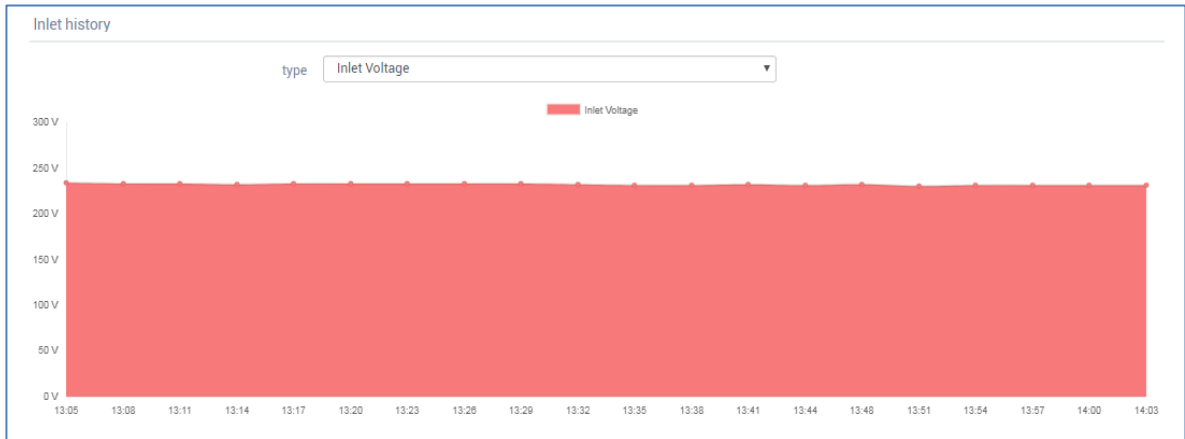 Inlet history
type Inlet Voltage
Inlet Voltage
300 V
250 V
200 V
150 V
100 V
50 V
0 V
13:05 13:08 13:11 13:14 13:17 13:20 13:23 13:26 13:29 13:32 13:35 13:38 13:41 13:44 13:48 13:51 13:54 13:57 14:00 14:03